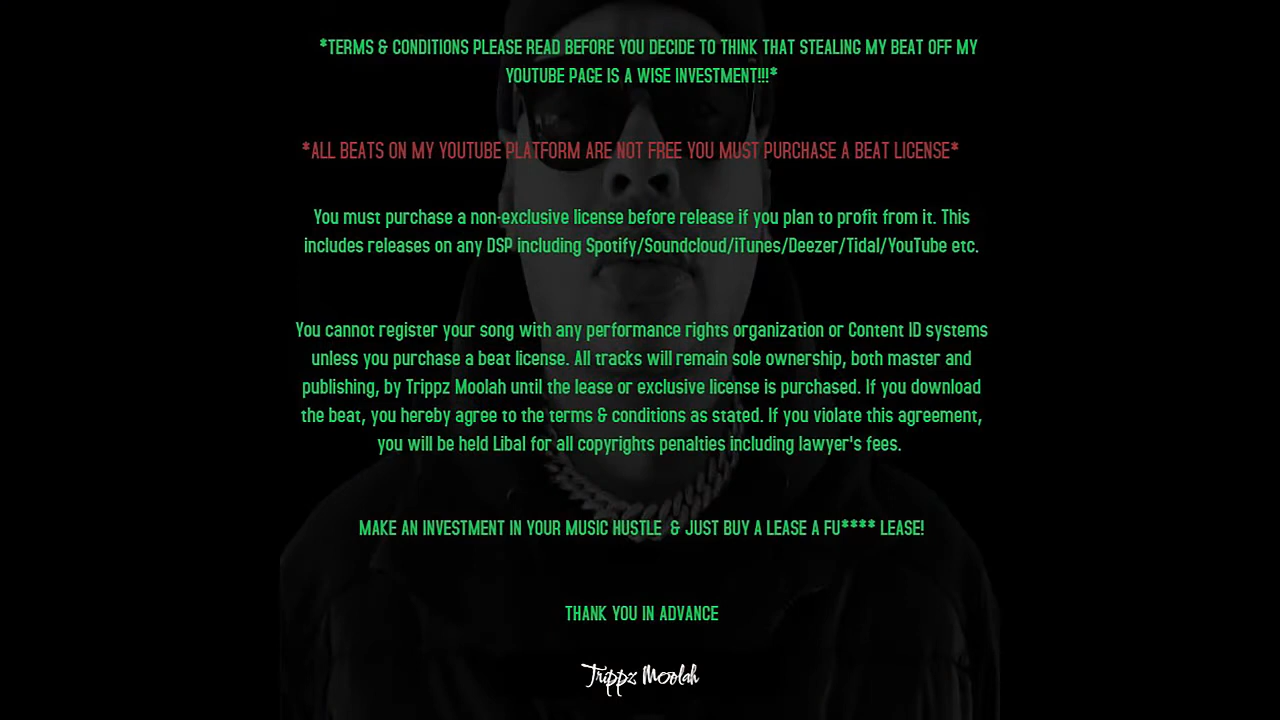 *TERMS & CONDITIONS PLEASE READ BEFORE YOU DECIDE TO THINK THAT STEALING MY BEAT OFF MY
YOUTUBE PAGE IS A WISE INVESTMENT!!!*
*ALL BEATS ON MY YOUTUBE PLATFORM ARE NOT FREE YOU MUST PURCHASE A BEAT LICENSE*
You must purchase a non-exclusive license before release if you plan to profit from it. This
includes releases on any DSP including Spotify/Soundcloud/iTunes/Deezer/Tidal/YouTube etc.
You cannot register your song with any performance rights organization or Content ID systems
unless you purchase a beat license. All tracks will remain sole ownership, both master and
publishing, by Trippz Moolah until the lease or exclusive license is purchased. If you download
the beat, you hereby agree to the terms & conditions as stated. If you violate this agreement,
you will be held Libal for all copyrights penalties including lawyer's fees.
MAKE AN INVESTMENT IN YOUR MUSIC HUSTLE & JUST BUY A LEASE A FU**** LEASE!
THANK YOU IN ADVANCE
Trippz Moolah